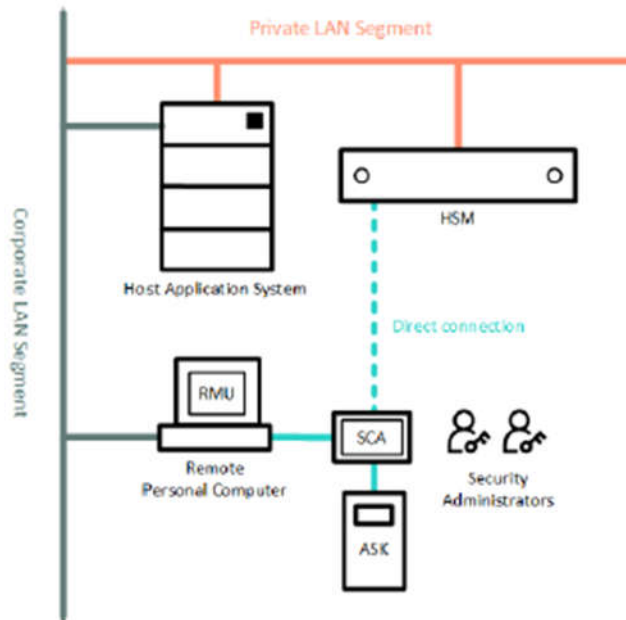 Private LAN Segment
Corporate LAN Segment
HSM
Host Application System
Direct connection
RMU
SCA
Remote
Personal Computer
Security
Administrators
ASK